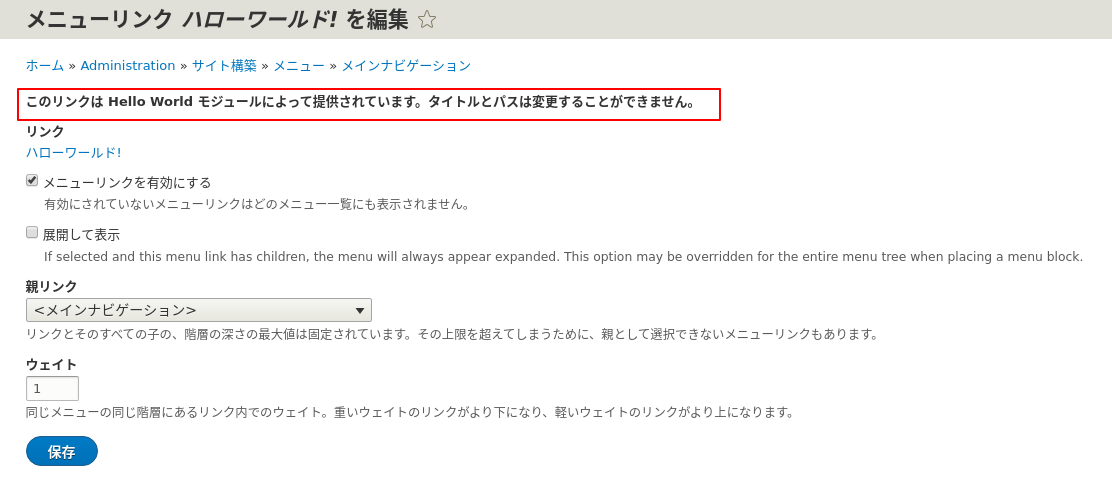 メニューリンク ハローワールド! を編集
ホーム » Administration » サイト構築 » メニュー » メインナビゲーション
このリンクは Hello World モジュールによって提供されています。タイトルとパスは変更することができません。
リンク
ハローワールド!
メニューリンクを有効にする
有効にされていないメニューリンクはどのメニュー一覧にも表示されません。
展開して表示
If selected and this menu link has children, the menu will always appear expanded. This option may be overridden for the entire menu tree when placing a menu block.
親リンク
<メインナビゲーション>
リンクとそのすべての子の、階層の深さの最大値は固定されています。その上限を超えてしまうために、親として選択できないメニューリンクもあります。
ウェイト
1
同じメニューの同じ階層にあるリンク内でのウェイト。重いウェイトのリンクがより下になり、軽いウェイトのリンクがより上になります。
保存